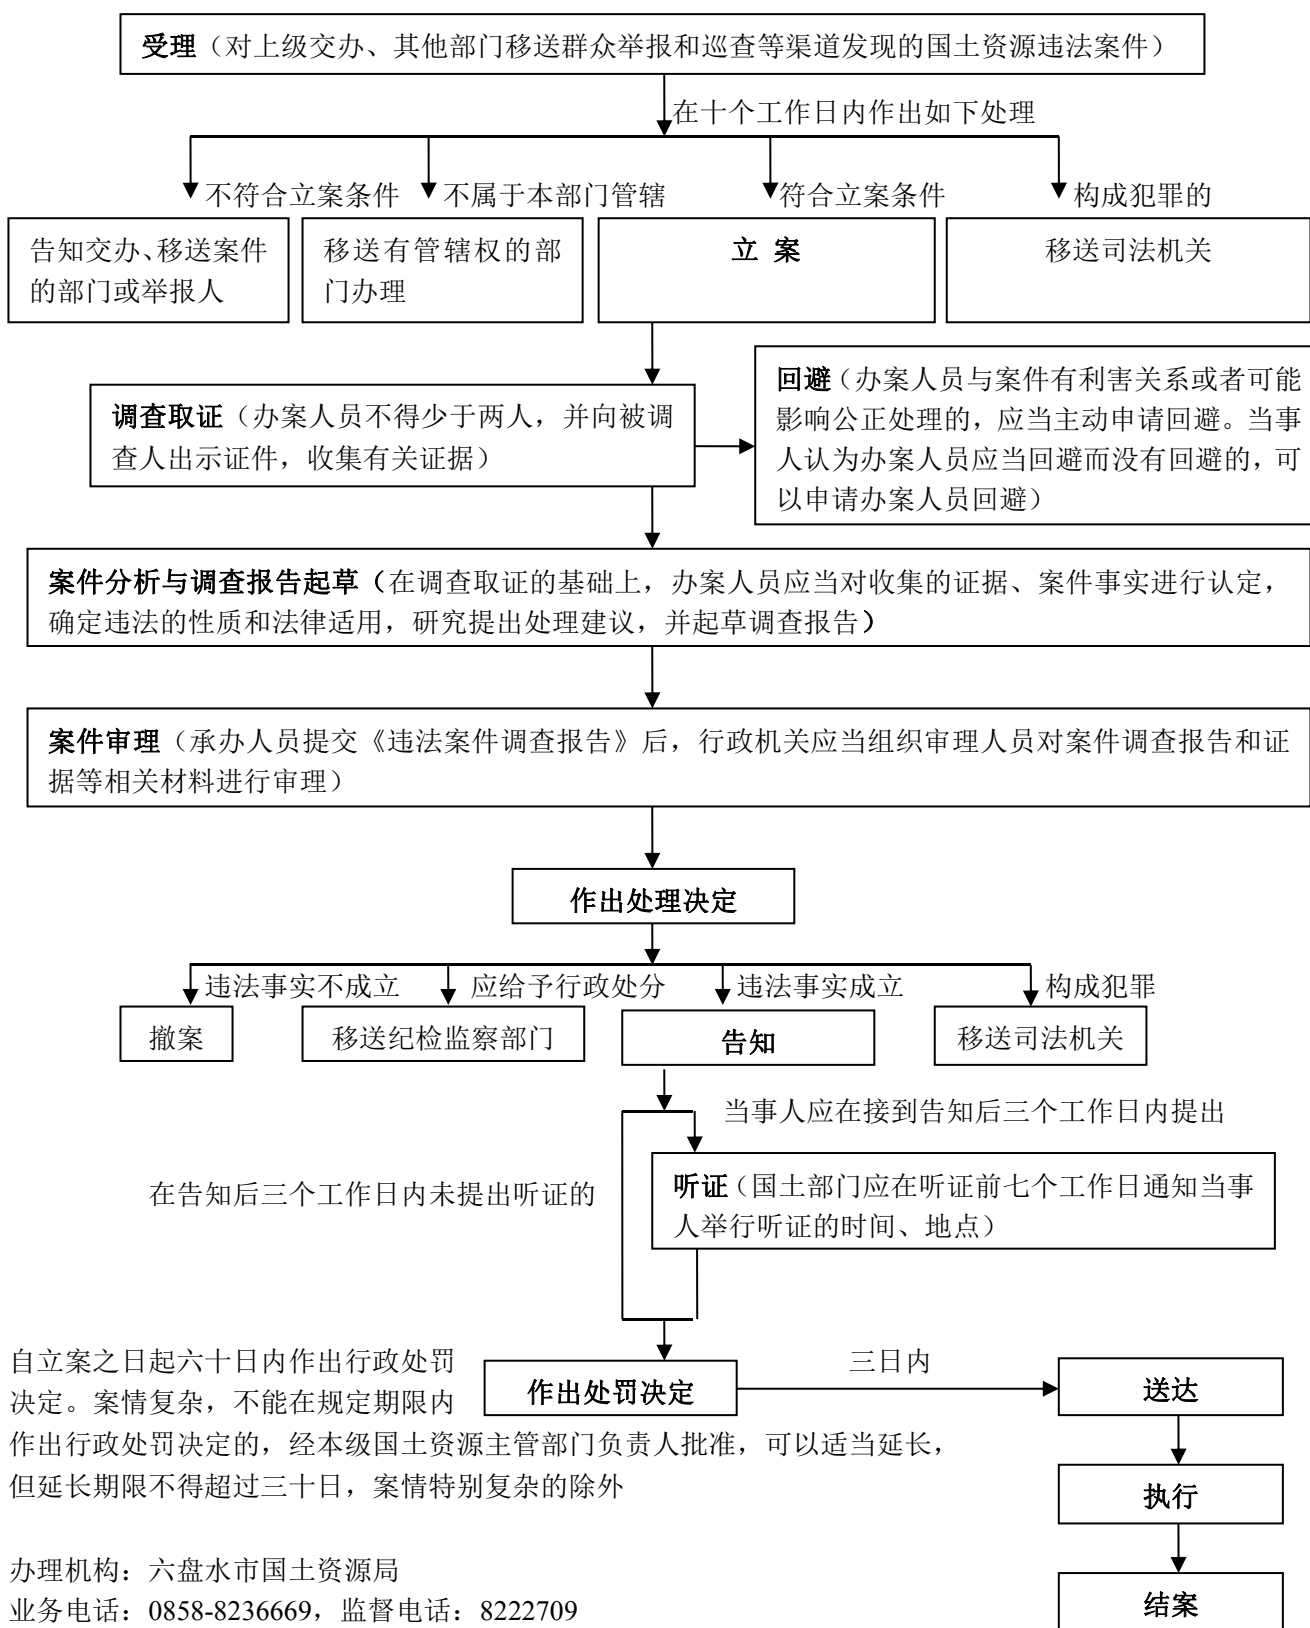 受理（对上级交办、其他部门移送群众举报和巡查等渠道发现的国土资源违法案件）
在十个工作日内作出如下处理
不符合立案条件
不属于本部门管辖
符合立案条件
构成犯罪的
告知交办、移送案件
的部门或举报人
移送有管辖权的部
门办理
立 案
移送司法机关
回避（办案人员与案件有利害关系或者可能
影响公正处理的，应当主动申请回避。当事
人认为办案人员应当回避而没有回避的，可
以申请办案人员回避）
调查取证（办案人员不得少于两人，并向被调
查人出示证件，收集有关证据）
案件分析与调查报告起草（在调查取证的基础上，办案人员应当对收集的证据、案件事实进行认定，
确定违法的性质和法律适用，研究提出处理建议，并起草调查报告）
案件审理（承办人员提交《违法案件调查报告》后，行政机关应当组织审理人员对案件调查报告和证
据等相关材料进行审理）
作出处理决定
违法事实不成立
应给予行政处分
违法事实成立
构成犯罪
撤案
移送纪检监察部门
告知
移送司法机关
当事人应在接到告知后三个工作日内提出
在告知后三个工作日内未提出听证的
听证（国土部门应在听证前七个工作日通知当事
人举行听证的时间、地点）
自立案之日起六十日内作出行政处罚
决定。案情复杂，不能在规定期限内
作出行政处罚决定的，经本级国土资源主管部门负责人批准，可以适当延长，
但延长期限不得超过三十日，案情特别复杂的除外
作出处罚决定
三日内
送达
执行
结案
办理机构：六盘水市国土资源局
业务电话：0858-8236669，监督电话：8222709